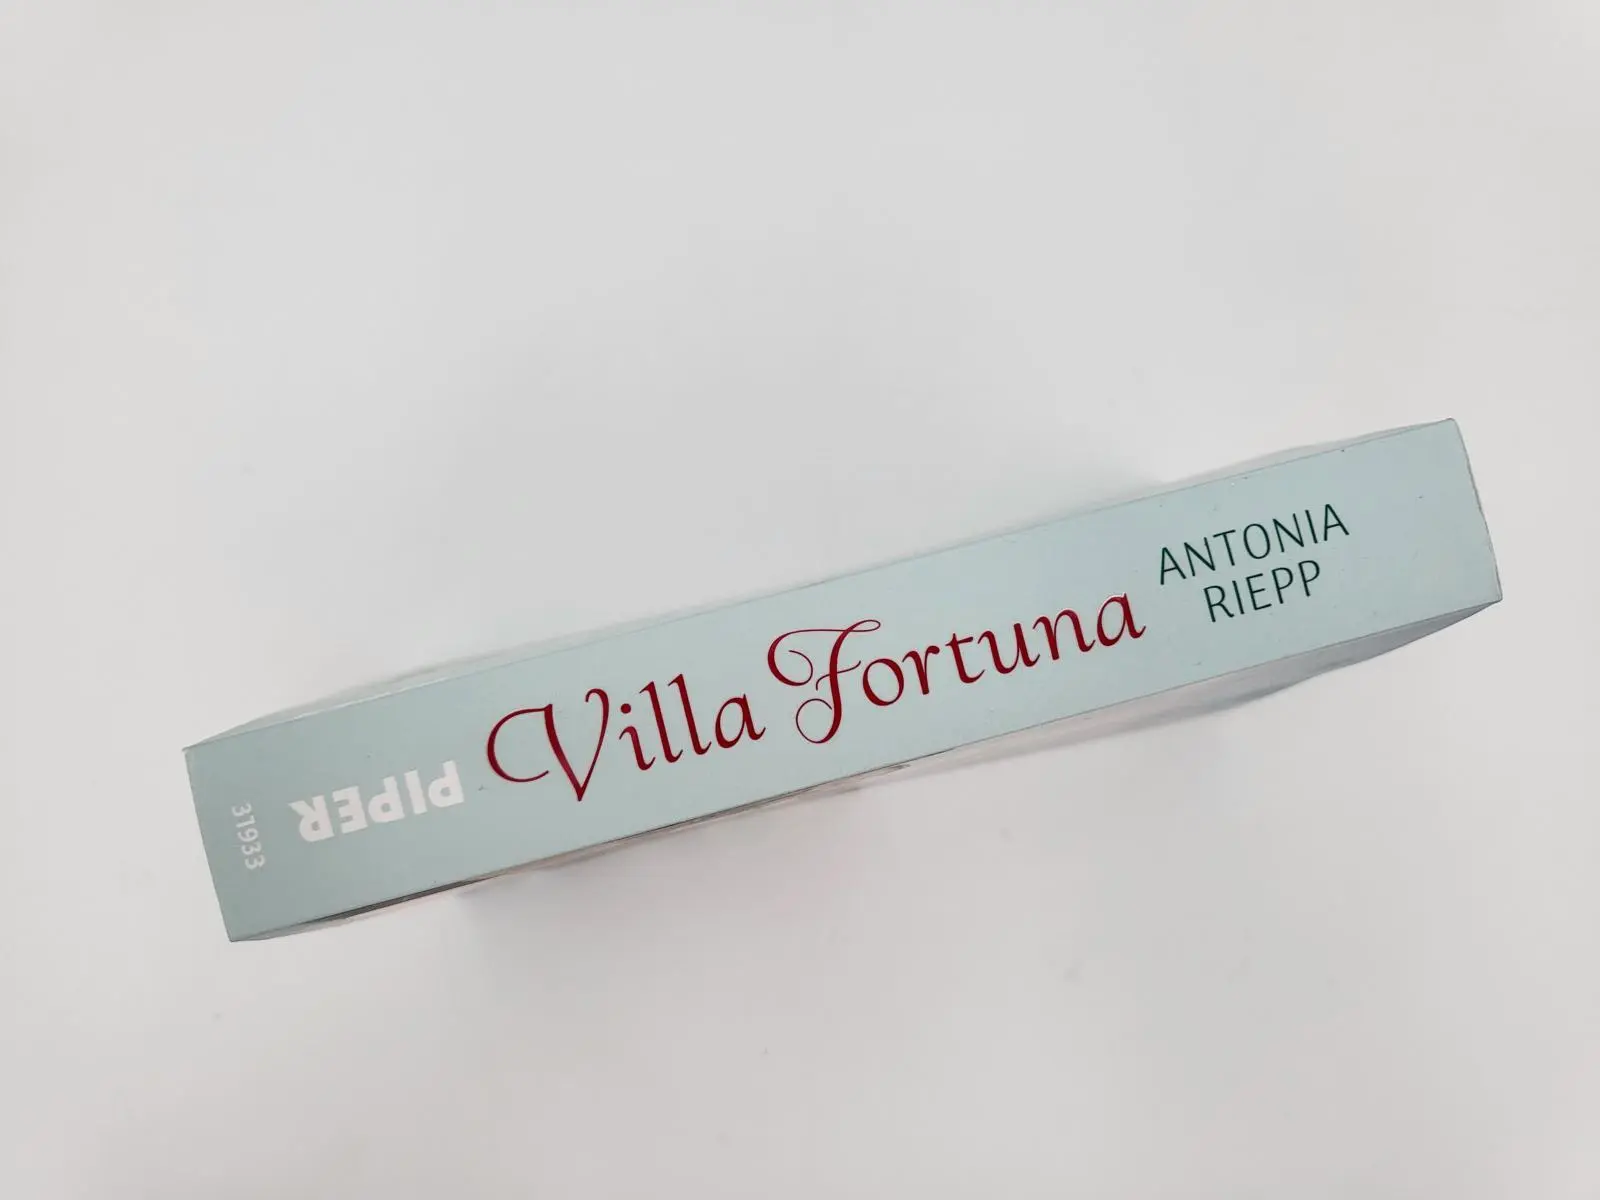 Villa Fortuna
ANTONIA
RIEPP
PIPER
31933